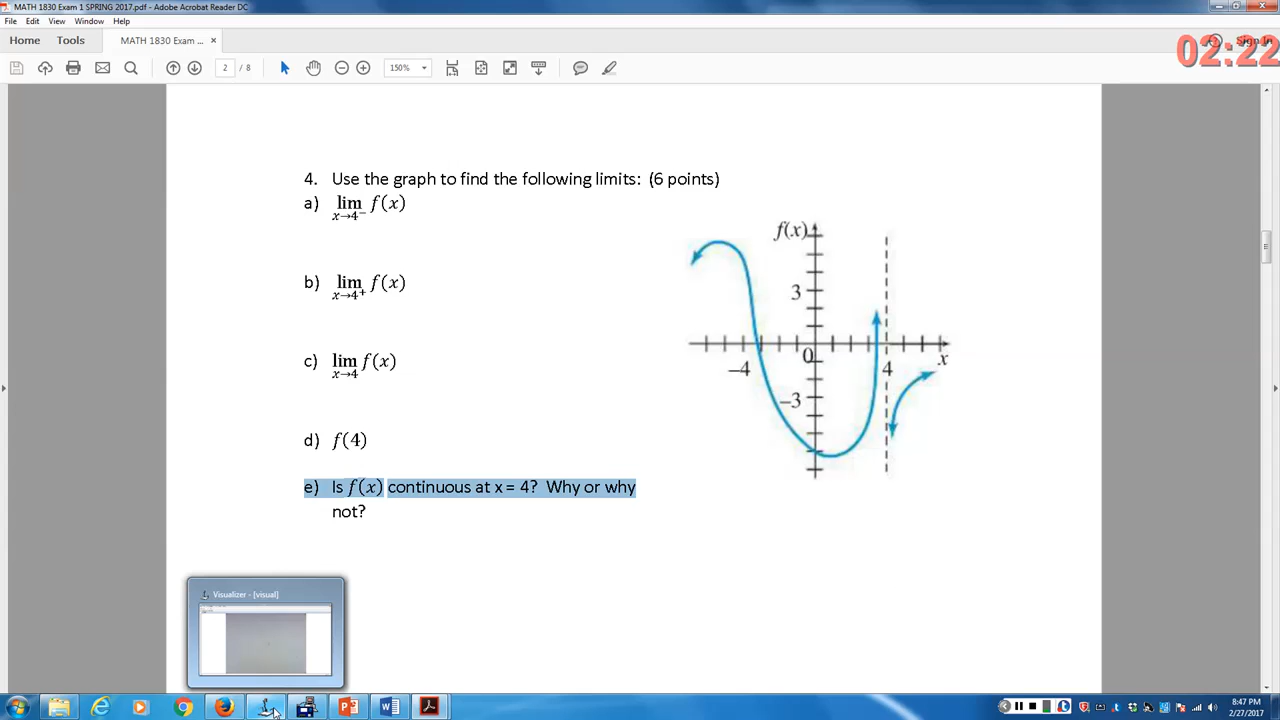 MATH 1830 Exam 1 SPRING 2017.pdf - Adobe Acrobat Reader DC
File Edit View Window Help
Home Tools MATH 1830 Exam ... × Sign In
02:22
2 / 8 150%
4. Use the graph to find the following limits: (6 points)
a) lim x→4⁻ f(x)
b) lim x→4⁺ f(x)
c) lim x→4 f(x)
d) f(4)
e) Is f(x) continuous at x = 4? Why or why
not?
f(x)
3
0
x
–4
4
–3
Visualizer - [visual]
8:47 PM
2/27/2017